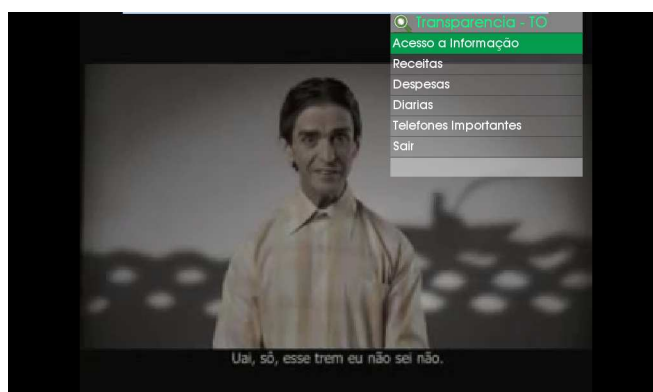 Transparencia - TO
Acesso a Informação
Receitas
Despesas
Diarias
Telefones Importantes
Sair
Uai, sô, esse trem eu não sei não.